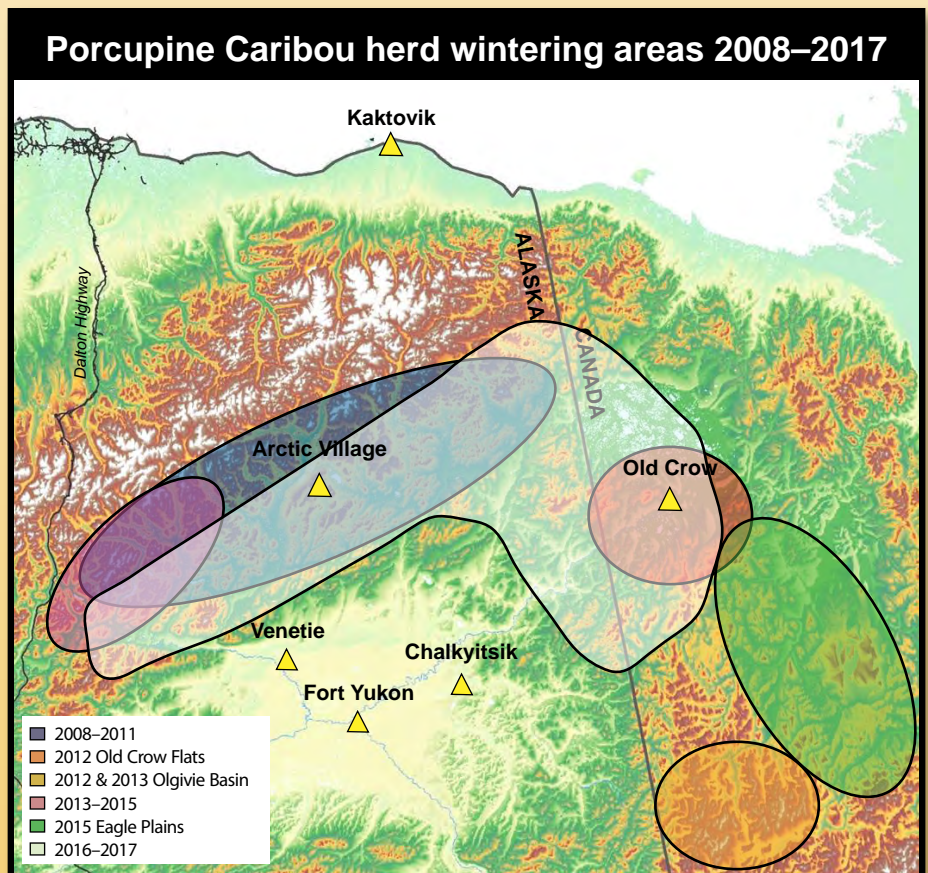 Porcupine Caribou herd wintering areas 2008–2017
Kaktovik
ALASKA
CANADA
Dalton Highway
Arctic Village
Old Crow
Venetie
Chalkyitsik
Fort Yukon
2008–2011
2012 Old Crow Flats
2012 & 2013 Olgivie Basin
2013–2015
2015 Eagle Plains
2016–2017